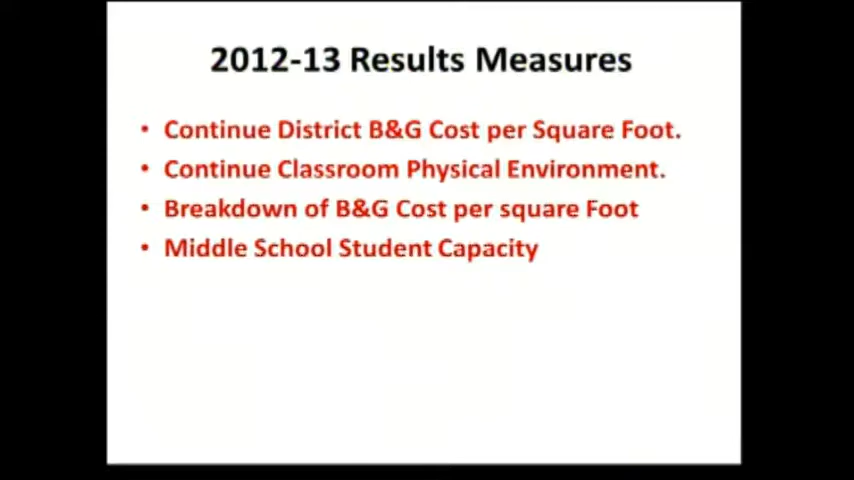 2012-13 Results Measures
• Continue District B&G Cost per Square Foot.
• Continue Classroom Physical Environment.
• Breakdown of B&G Cost per square Foot
• Middle School Student Capacity